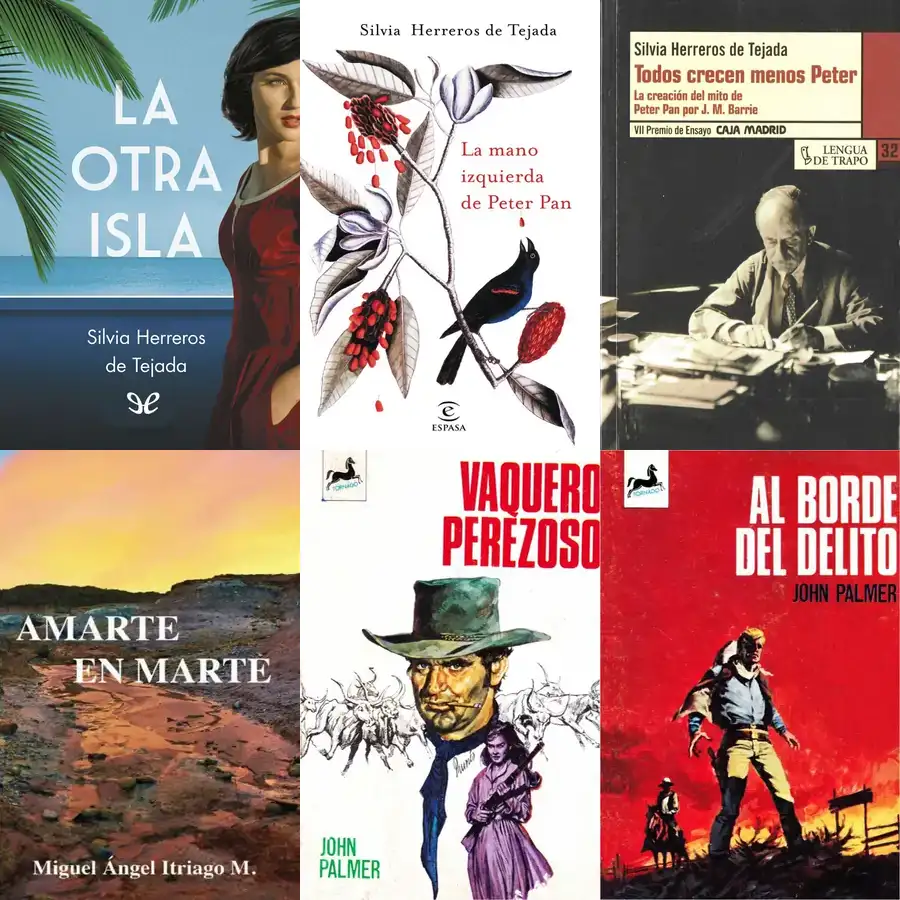 LA
OTRA
ISLA
Silvia Herreros
de Tejada
Silvia Herreros de Tejada
La mano
izquierda
de Peter Pan
ESPASA
Silvia Herreros de Tejada
Todos crecen menos Peter
La creación del mito de
Peter Pan por J. M. Barrie
VII Premio de Ensayo CAJA MADRID
LENGUA
DE TRAPO
32
AMARTE
EN MARTE
Miguel Ángel Itriago M.
TORNADO
VAQUERO
PEREZOSO
JOHN
PALMER
TORNADO
AL BORDE
DEL DELITO
JOHN PALMER